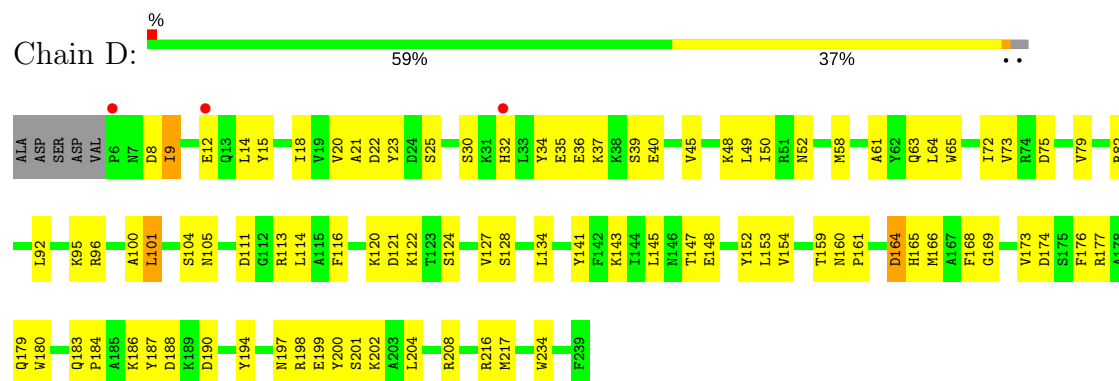 %
Chain D:
59% 37% • •
ALA ASP SER ASP VAL P6 N7 D8 I9 E12 Q13 L14 Y15 I18 V19 V20 A21 D22 Y23 D24 S25 S30 K31 H32 L33 Y34 E35 E36 K37 K38 S39 E40 V45 K48 L49 I50 R51 N52 M58 A61 Y62 Q63 L64 W65 I72 V73 R74 D75 V79
L92 K95 R96 A100 L101 S104 N105 D111 G112 R113 L114 A115 F116 K120 D121 K122 T123 S124 V127 S128 L134 Y141 F142 K143 I144 L145 N146 T147 E148 Y152 L153 V154 T159 N160 P161 D164 H165 M166 A167 F168 G169 V173 D174 S175 F176 R177
Q179 W180 Q183 P184 A185 K186 Y187 D188 K189 D190 Y194 N197 R198 E199 Y200 S201 K202 A203 L204 R208 R216 M217 W234 F239